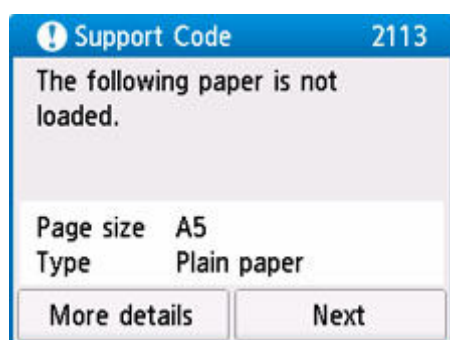 Support Code 2113
The following paper is not
loaded.
Page size A5
Type Plain paper
More details Next